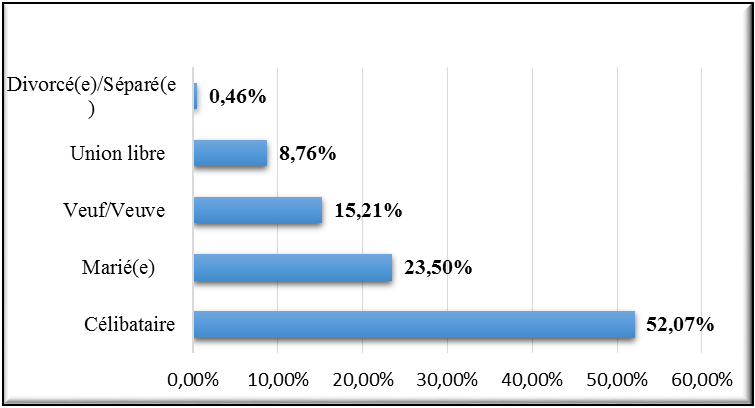 Divorcé(e)/Séparé(e
)
0,46%
Union libre
8,76%
Veuf/Veuve
15,21%
Marié(e)
23,50%
Célibataire
52,07%
0,00% 10,00% 20,00% 30,00% 40,00% 50,00% 60,00%